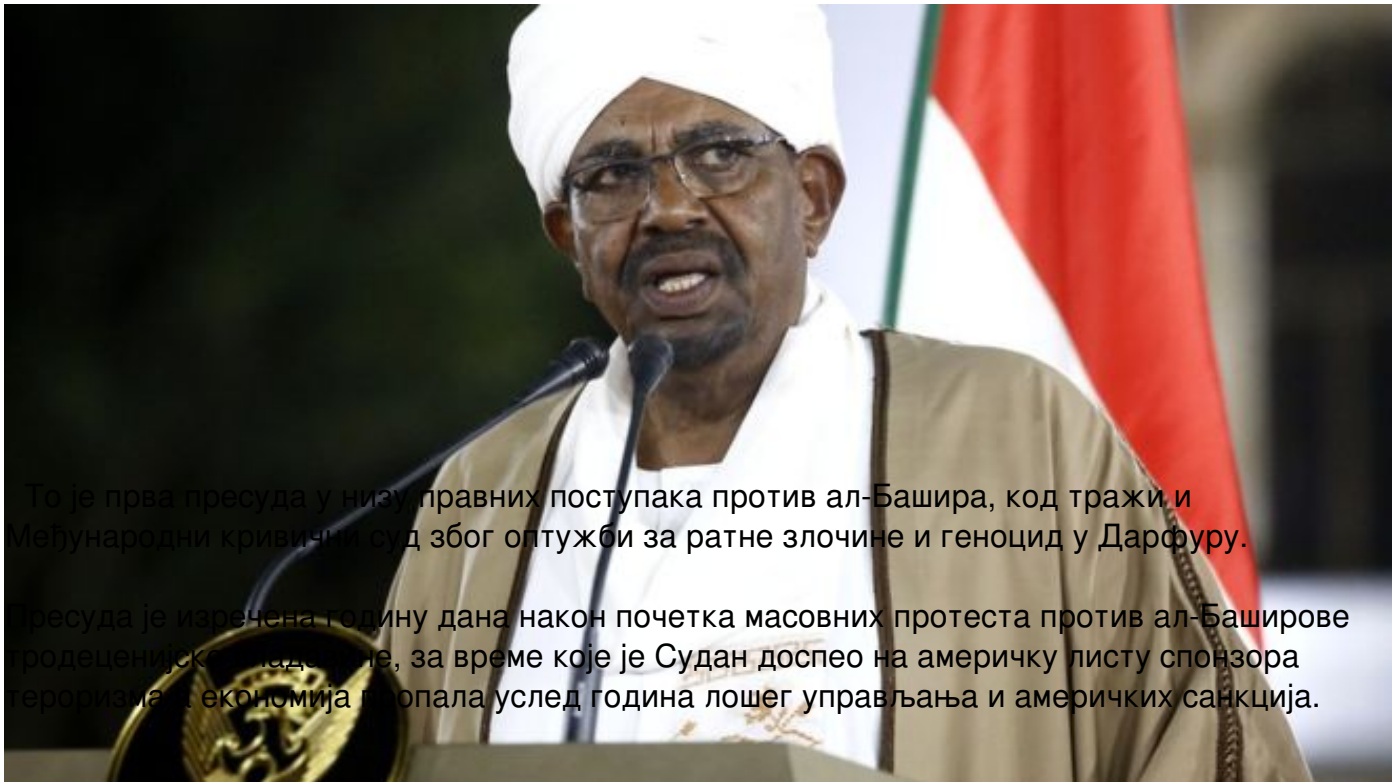 То је прва пресуда у низу правних поступака против ал-Башира, код тражи и
Међународни кривични суд због оптужби за ратне злочине и геноцид у Дарфуру.
Пресуда је изречена годину дана након почетка масовних протеста против ал-Баширове
тродеценијске владавине, за време које је Судан доспео на америчку листу спонзора
тероризма а економија пропала услед година лошег управљања и америчких санкција.